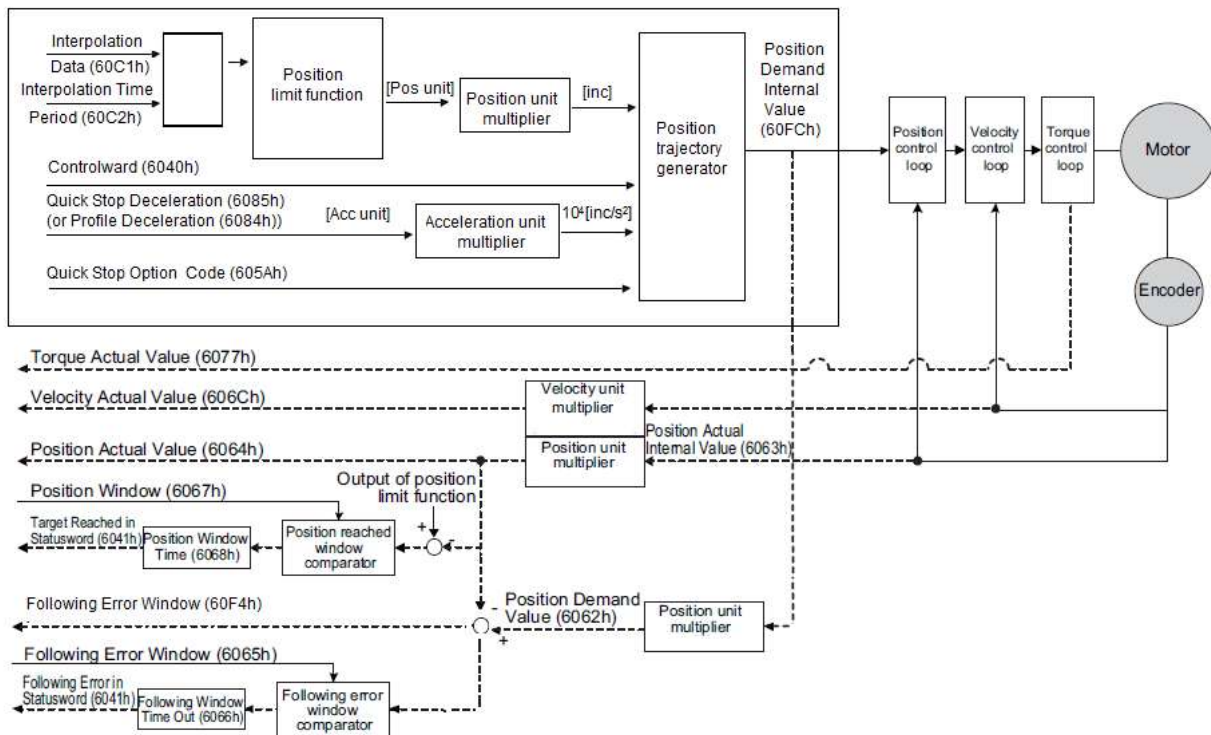 Interpolation
Data (60C1h)
Interpolation Time
Period (60C2h)
Position
limit function
[Pos unit]
Position unit
multiplier
[inc]
Position
trajectory
generator
Position
Demand
Internal
Value
(60FCh)
Position
control
loop
Velocity
control
loop
Torque
control
loop
Motor
Encoder
Controlward (6040h)
Quick Stop Deceleration (6085h)
(or Profile Deceleration (6084h))
[Acc unit]
Acceleration unit
multiplier
10⁴[inc/s²]
Quick Stop Option Code (605Ah)
Torque Actual Value (6077h)
Velocity Actual Value (606Ch)
Velocity unit
multiplier
Position Actual Value (6064h)
Position unit
multiplier
Position Actual
Internal Value (6063h)
Position Window (6067h)
Output of position
limit function
Target Reached in
Statusword (6041h)
Position Window
Time (6068h)
Position reached
window
comparator
+
-
Following Error Window (60F4h)
-
+
Position Demand
Value (6062h)
Position unit
multiplier
Following Error Window (6065h)
Following Error in
Statusword (6041h)
Following Window
Time Out (6066h)
Following error
window
comparator